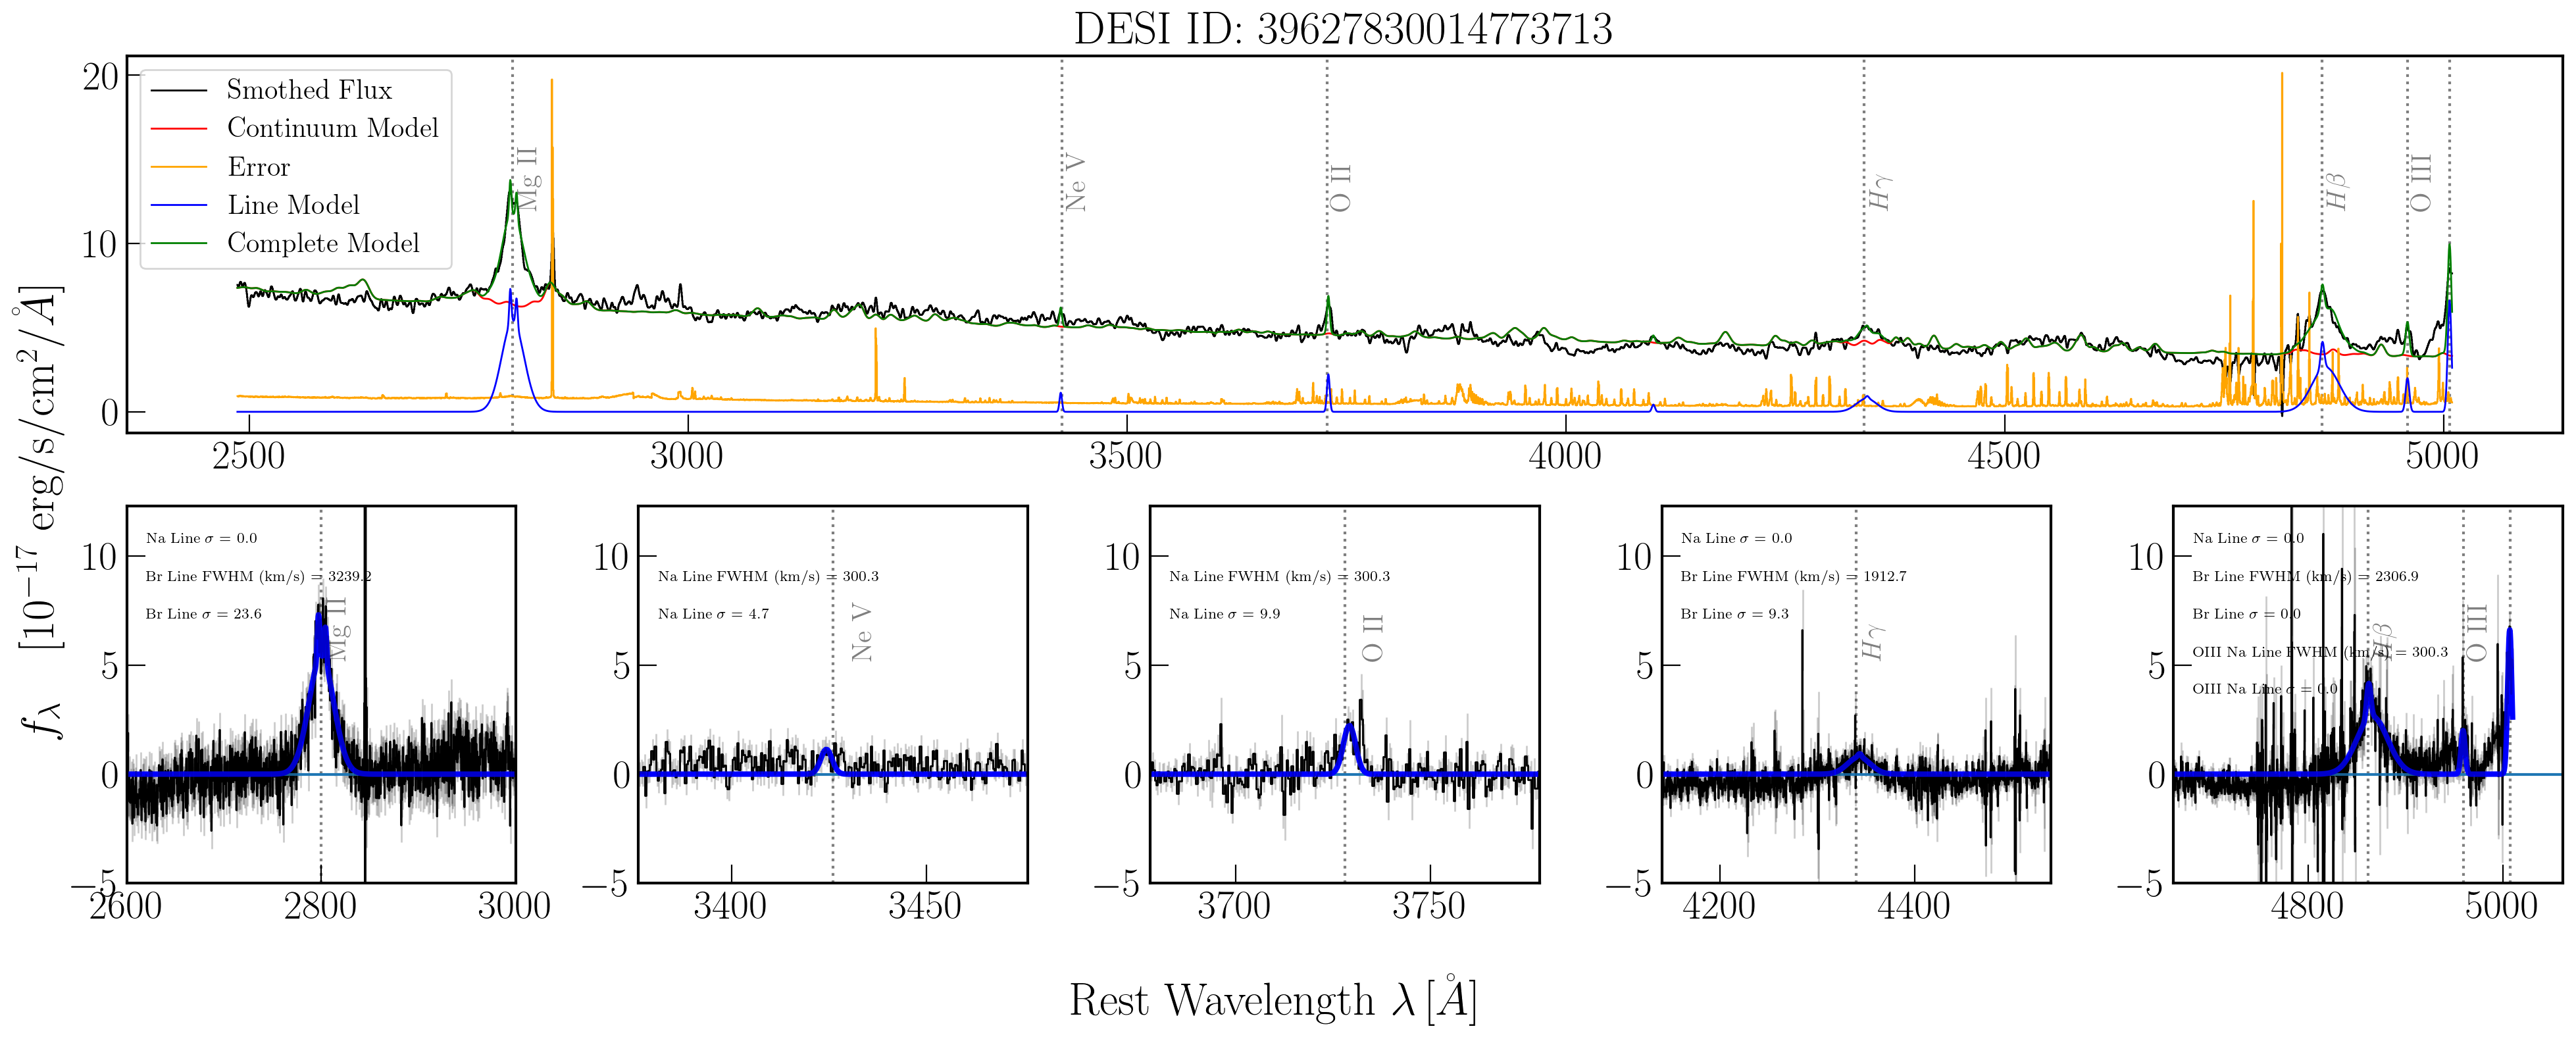 DESI ID: 39627830014773713
20
10
0
Smothed Flux
Continuum Model
Error
Line Model
Complete Model
Mg II
Ne V
O II
Hγ
Hβ
O III
2500
3000
3500
4000
4500
5000
f_λ [10⁻¹⁷ erg/s/cm²/Å]
10
5
0
−5
Na Line σ = 0.0
Br Line FWHM (km/s) = 3239.2
Br Line σ = 23.6
Mg II
2600
2800
3000
10
5
0
−5
Na Line FWHM (km/s) = 300.3
Na Line σ = 4.7
Ne V
3400
3450
10
5
0
−5
Na Line FWHM (km/s) = 300.3
Na Line σ = 9.9
O II
3700
3750
10
5
0
−5
Na Line σ = 0.0
Br Line FWHM (km/s) = 1912.7
Br Line σ = 9.3
Hγ
4200
4400
10
5
0
−5
Na Line σ = 0.0
Br Line FWHM (km/s) = 2306.9
Br Line σ = 0.0
OIII Na Line FWHM (km/s) = 300.3
OIII Na Line σ = 0.0
Hβ
O III
4800
5000
Rest Wavelength λ [Å]